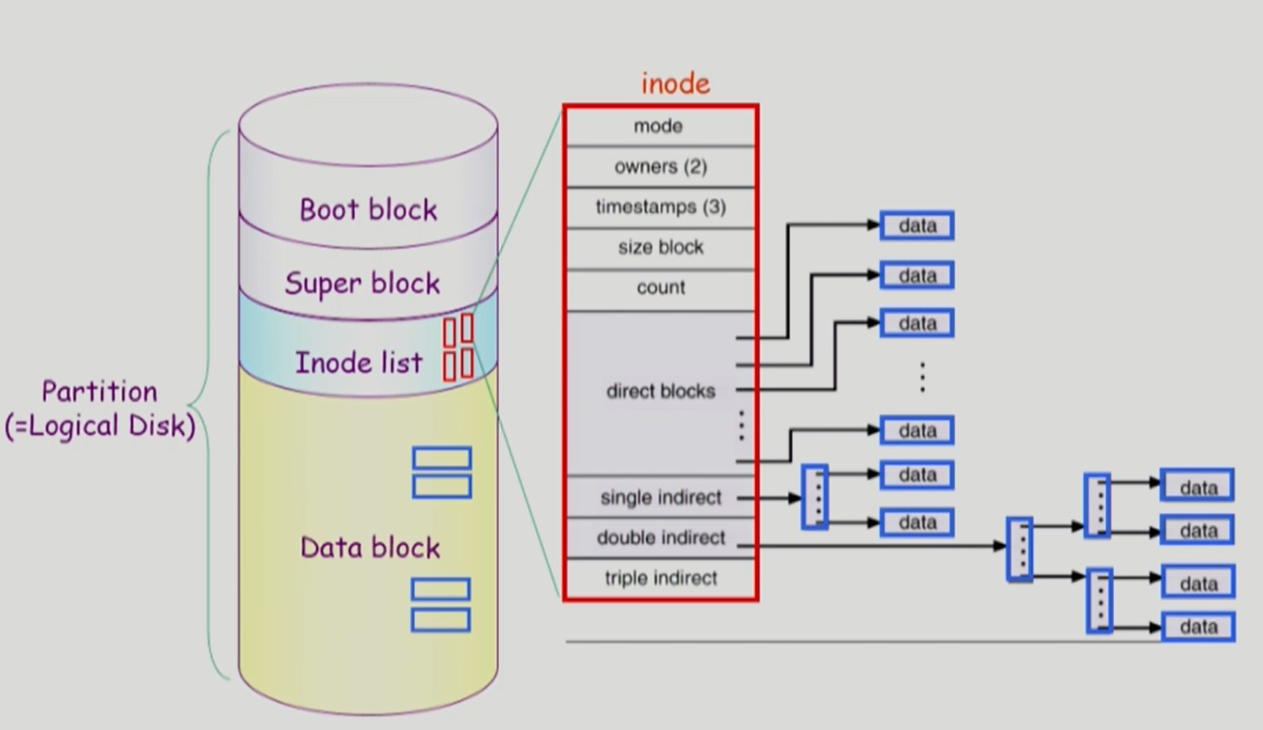 inode
mode
owners (2)
timestamps (3)
size block
count
direct blocks
single indirect
double indirect
triple indirect
Boot block
Super block
Inode list
Data block
Partition
(=Logical Disk)
data
data
data
data
data
data
data
data
data
data